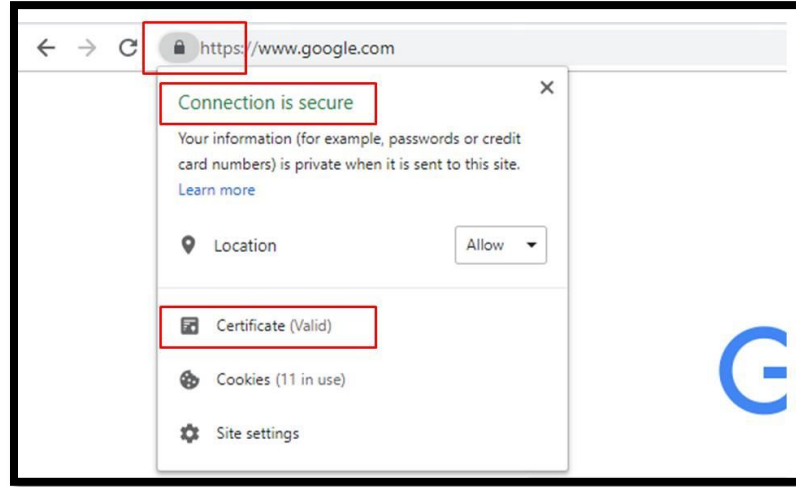 https://www.google.com
Connection is secure
Your information (for example, passwords or credit
card numbers) is private when it is sent to this site.
Learn more
Location
Allow
Certificate (Valid)
Cookies (11 in use)
Site settings
G